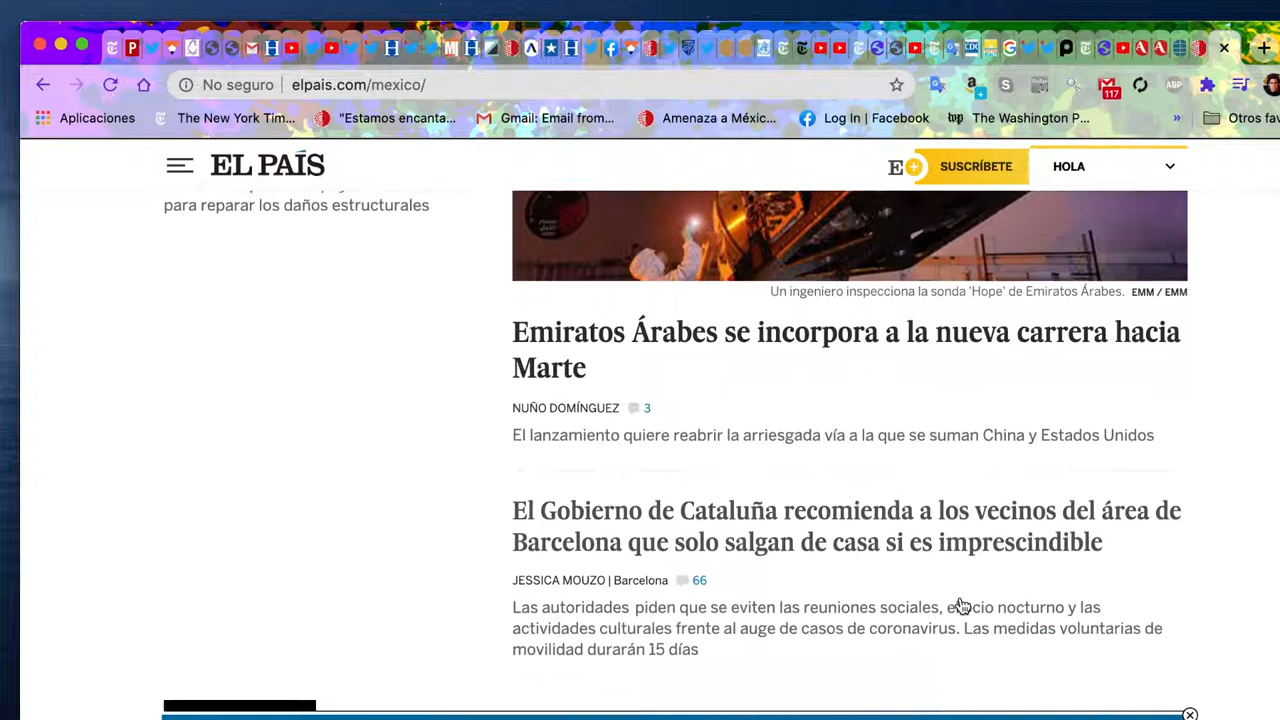 No seguro | elpais.com/mexico/
117
Aplicaciones The New York Tim... "Estamos encanta... Gmail: Email from... Amenaza a Méxic... Log In | Facebook wp The Washington P... » Otros fav
EL PAÍS E+ SUSCRÍBETE HOLA
para reparar los daños estructurales
Un ingeniero inspecciona la sonda 'Hope' de Emiratos Árabes. EMM / EMM
Emiratos Árabes se incorpora a la nueva carrera hacia
Marte
NUÑO DOMÍNGUEZ 3
El lanzamiento quiere reabrir la arriesgada vía a la que se suman China y Estados Unidos
El Gobierno de Cataluña recomienda a los vecinos del área de
Barcelona que solo salgan de casa si es imprescindible
JESSICA MOUZO | Barcelona 66
Las autoridades piden que se eviten las reuniones sociales, el ocio nocturno y las
actividades culturales frente al auge de casos de coronavirus. Las medidas voluntarias de
movilidad durarán 15 días